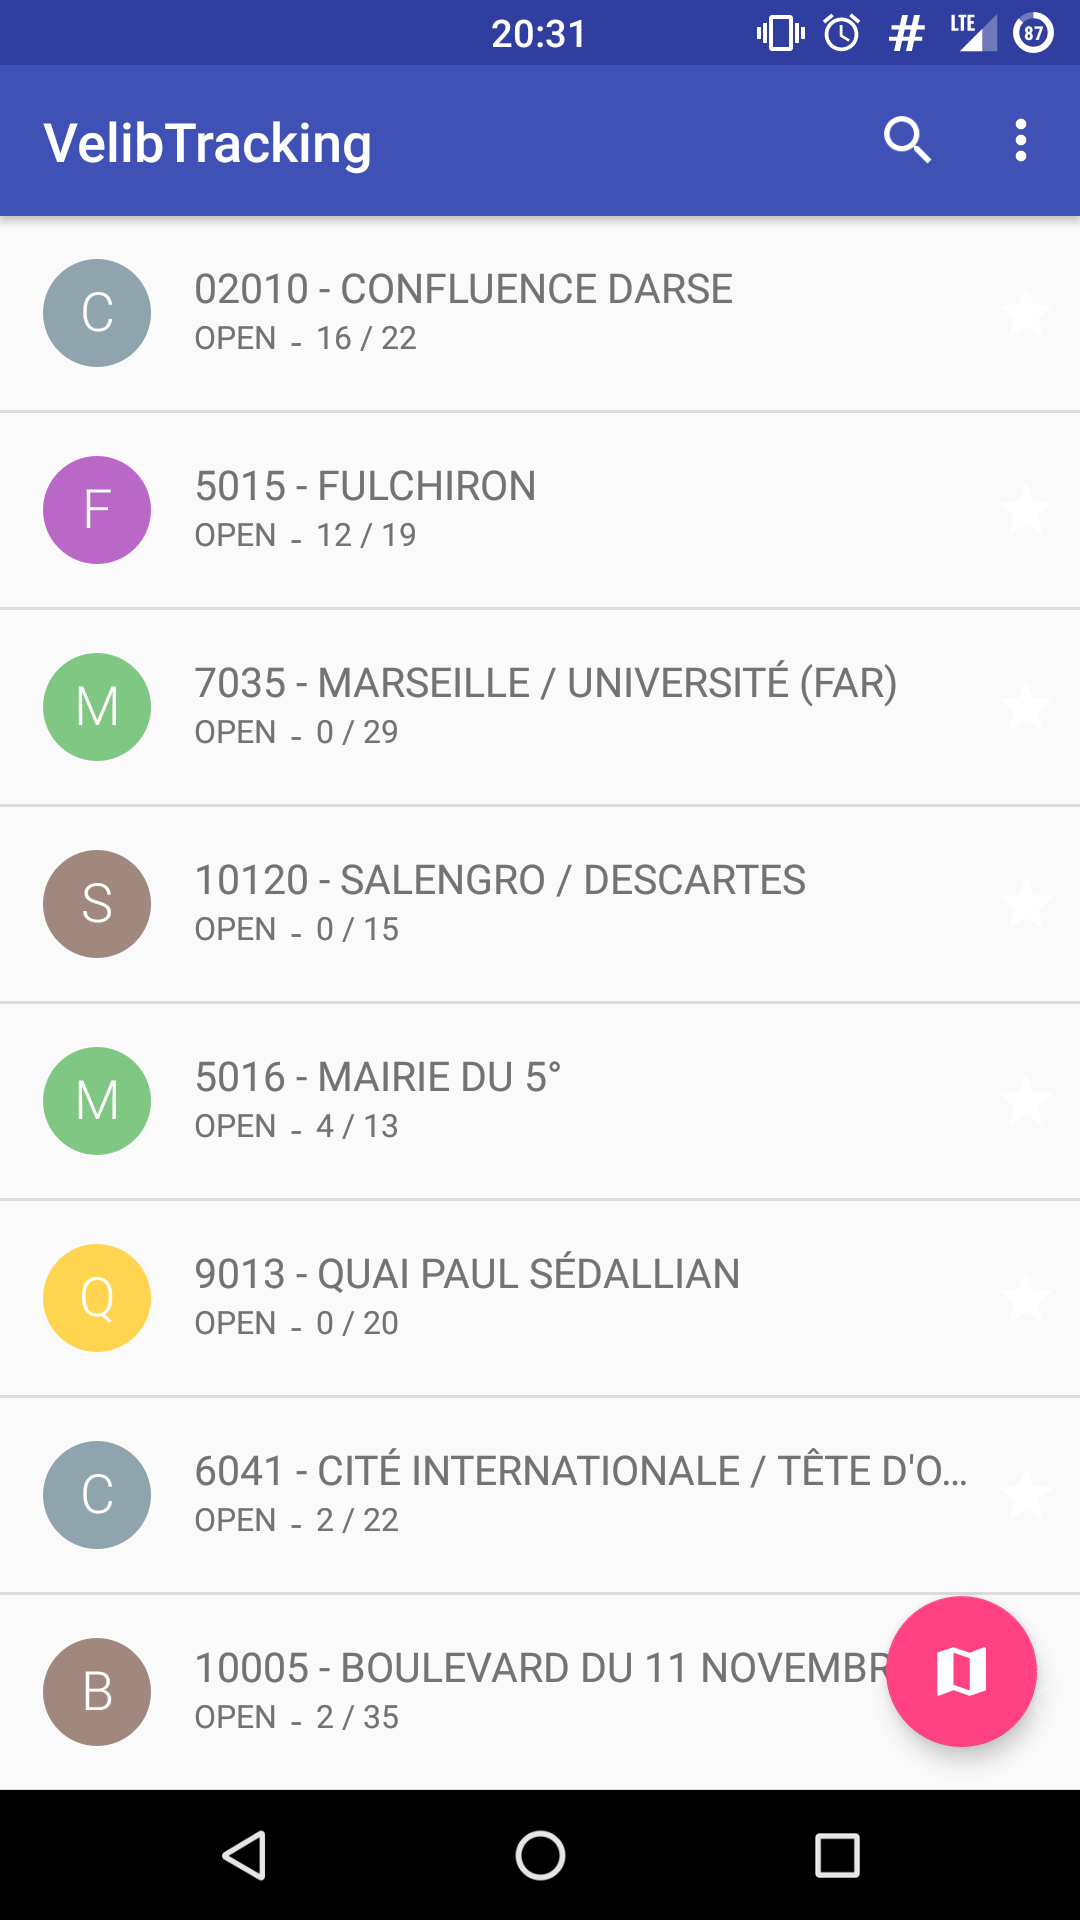 20:31
LTE
87
VelibTracking
C
02010 - CONFLUENCE DARSE
OPEN - 16 / 22
F
5015 - FULCHIRON
OPEN - 12 / 19
M
7035 - MARSEILLE / UNIVERSITÉ (FAR)
OPEN - 0 / 29
S
10120 - SALENGRO / DESCARTES
OPEN - 0 / 15
M
5016 - MAIRIE DU 5°
OPEN - 4 / 13
Q
9013 - QUAI PAUL SÉDALLIAN
OPEN - 0 / 20
C
6041 - CITÉ INTERNATIONALE / TÊTE D'O...
OPEN - 2 / 22
B
10005 - BOULEVARD DU 11 NOVEMBR
OPEN - 2 / 35